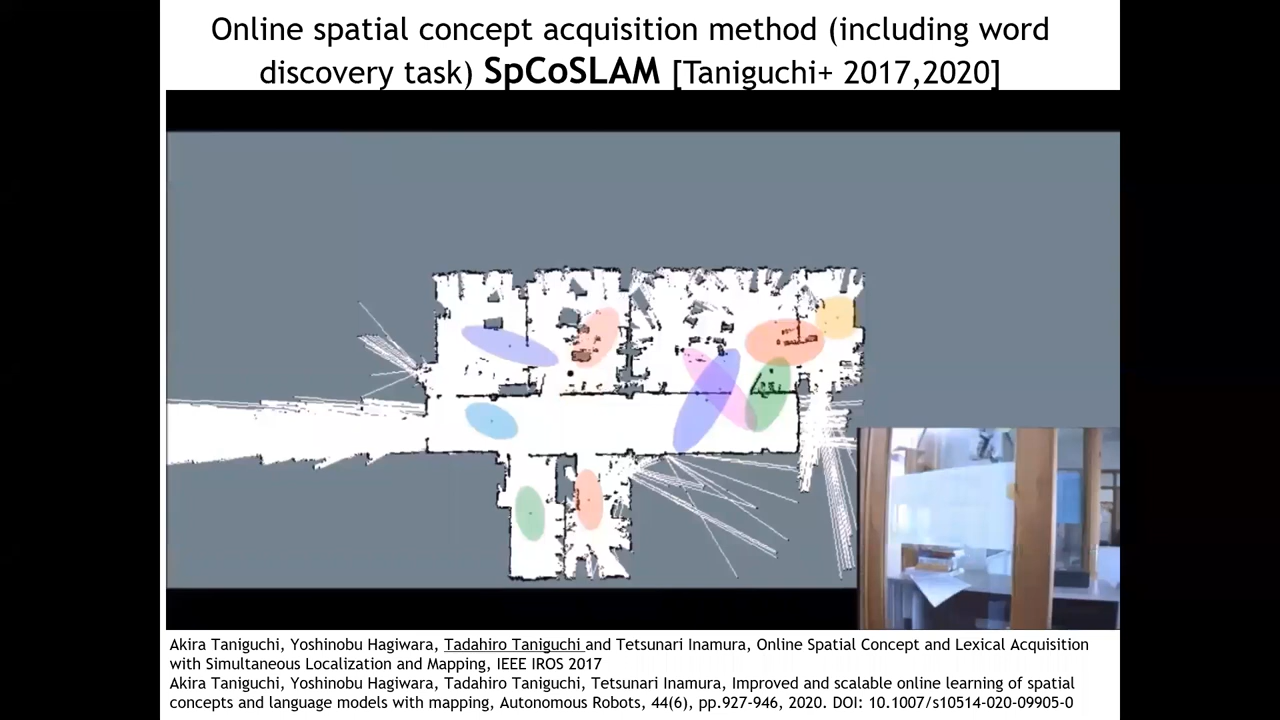 Online spatial concept acquisition method (including word
discovery task) SpCoSLAM [Taniguchi+ 2017,2020]
Akira Taniguchi, Yoshinobu Hagiwara, Tadahiro Taniguchi and Tetsunari Inamura, Online Spatial Concept and Lexical Acquisition
with Simultaneous Localization and Mapping, IEEE IROS 2017
Akira Taniguchi, Yoshinobu Hagiwara, Tadahiro Taniguchi, Tetsunari Inamura, Improved and scalable online learning of spatial
concepts and language models with mapping, Autonomous Robots, 44(6), pp.927-946, 2020. DOI: 10.1007/s10514-020-09905-0